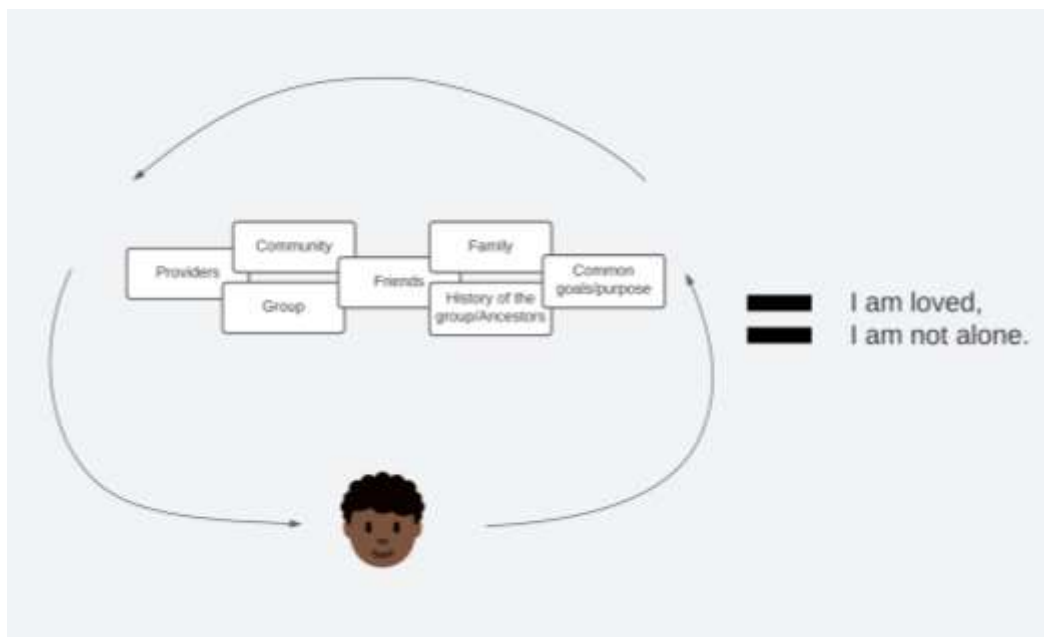 Community
Family
Providers
Friends
Common
goals/purpose
Group
History of the
group/Ancestors
I am loved,
I am not alone.